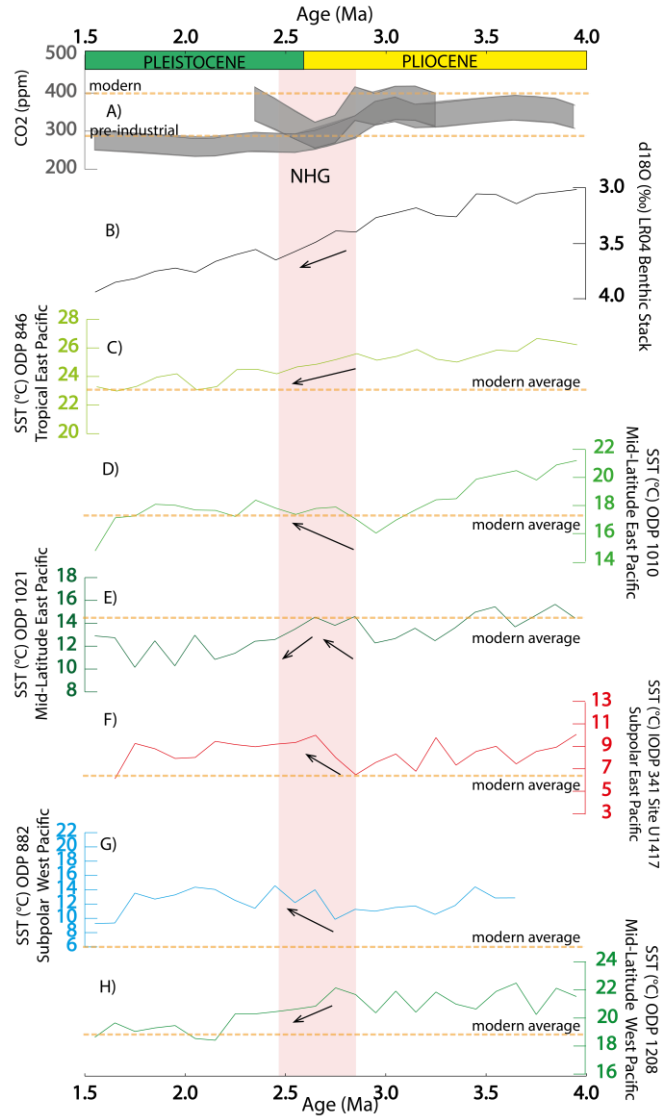 Age (Ma)
1.5 2.0 2.5 3.0 3.5 4.0
PLEISTOCENE PLIOCENE
CO2 (ppm)
500
400
300
200
modern
A)
pre-industrial
NHG
d18O (‰) LR04 Benthic Stack
3.0
3.5
4.0
B)
SST (°C) ODP 846
Tropical East Pacific
28
26
24
22
20
C)
modern average
SST (°C) ODP 1010
Mid-Latitude East Pacific
22
20
18
16
14
D)
modern average
SST (°C) ODP 1021
Mid-Latitude East Pacific
18
16
14
12
10
8
E)
modern average
SST (°C) IODP 341 Site U1417
Subpolar East Pacific
13
11
9
7
5
3
F)
modern average
SST (°C) ODP 882
Subpolar West Pacific
22
20
18
16
14
12
10
8
6
G)
modern average
SST (°C) ODP 1208
Mid-Latitude West Pacific
24
22
20
18
16
H)
modern average
1.5 2.0 2.5 3.0 3.5 4.0
Age (Ma)